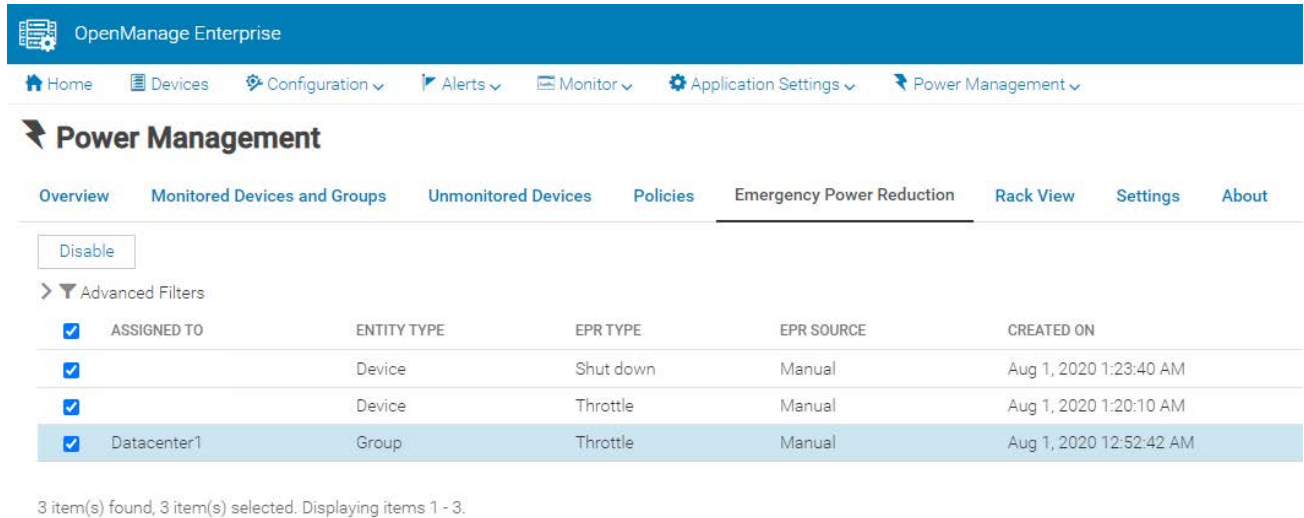 OpenManage Enterprise
Home Devices Configuration Alerts Monitor Application Settings Power Management
Power Management
Overview Monitored Devices and Groups Unmonitored Devices Policies Emergency Power Reduction Rack View Settings About
Disable
Advanced Filters
ASSIGNED TO ENTITY TYPE EPR TYPE EPR SOURCE CREATED ON
Device Shut down Manual Aug 1, 2020 1:23:40 AM
Device Throttle Manual Aug 1, 2020 1:20:10 AM
Datacenter1 Group Throttle Manual Aug 1, 2020 12:52:42 AM
3 item(s) found, 3 item(s) selected. Displaying items 1 - 3.